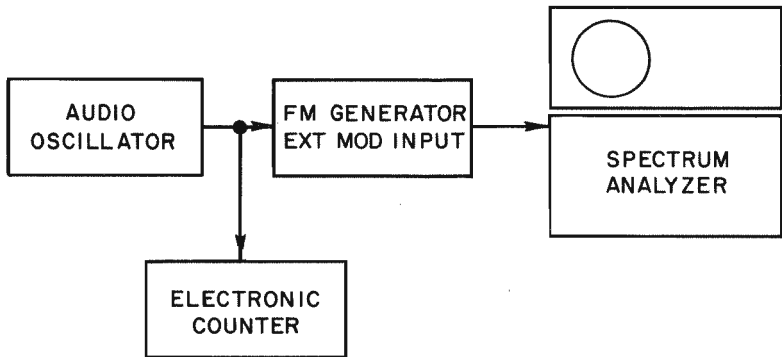 AUDIO
OSCILLATOR
FM GENERATOR
EXT MOD INPUT
SPECTRUM
ANALYZER
ELECTRONIC
COUNTER